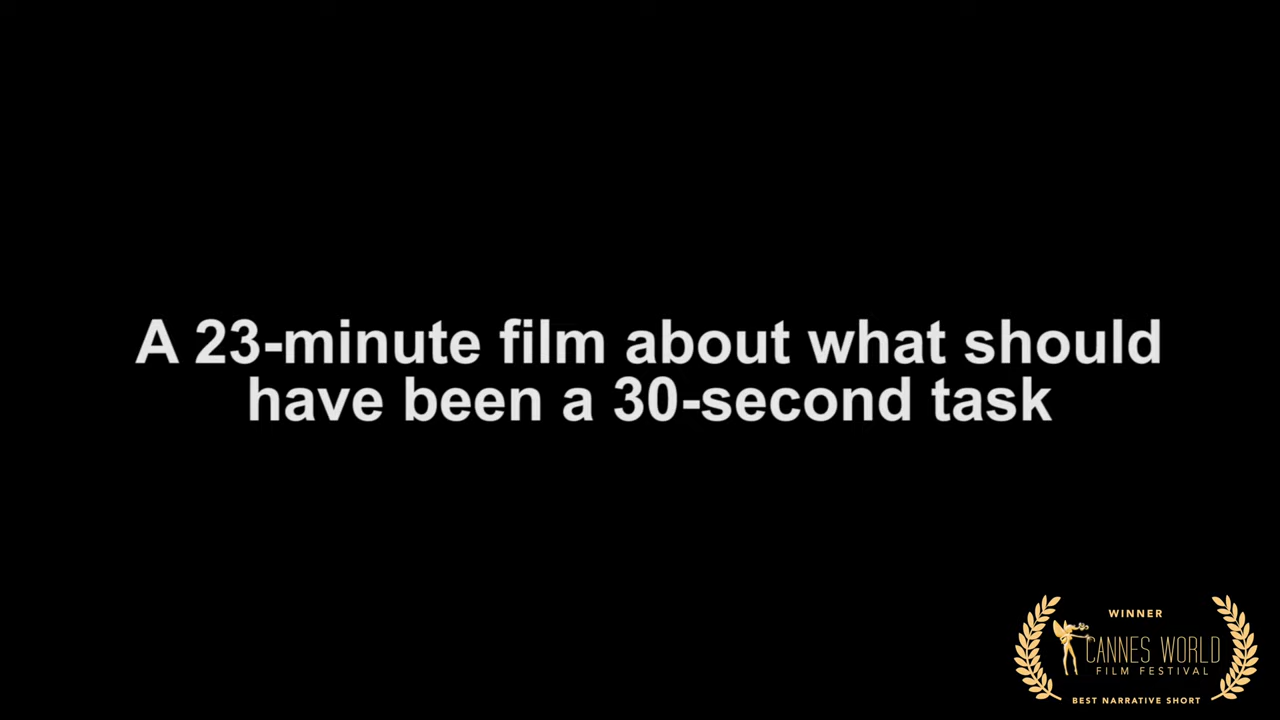 A 23-minute film about what should
have been a 30-second task
WINNER
CANNES WORLD
FILM FESTIVAL
BEST NARRATIVE SHORT